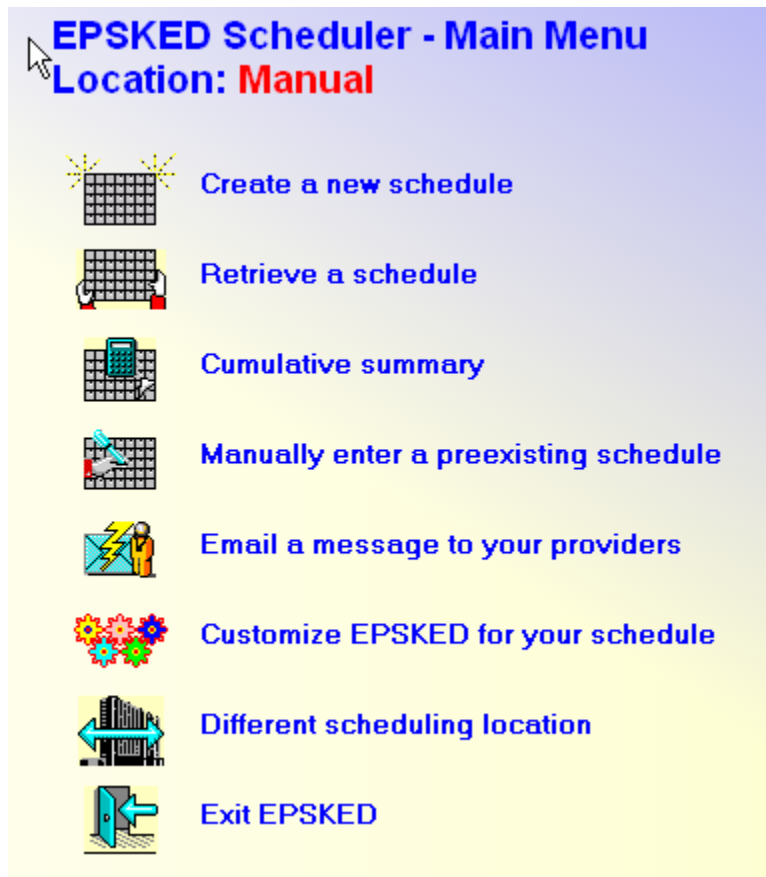 EPSKED Scheduler - Main Menu
Location: Manual
Create a new schedule
Retrieve a schedule
Cumulative summary
Manually enter a preexisting schedule
Email a message to your providers
Customize EPSKED for your schedule
Different scheduling location
Exit EPSKED